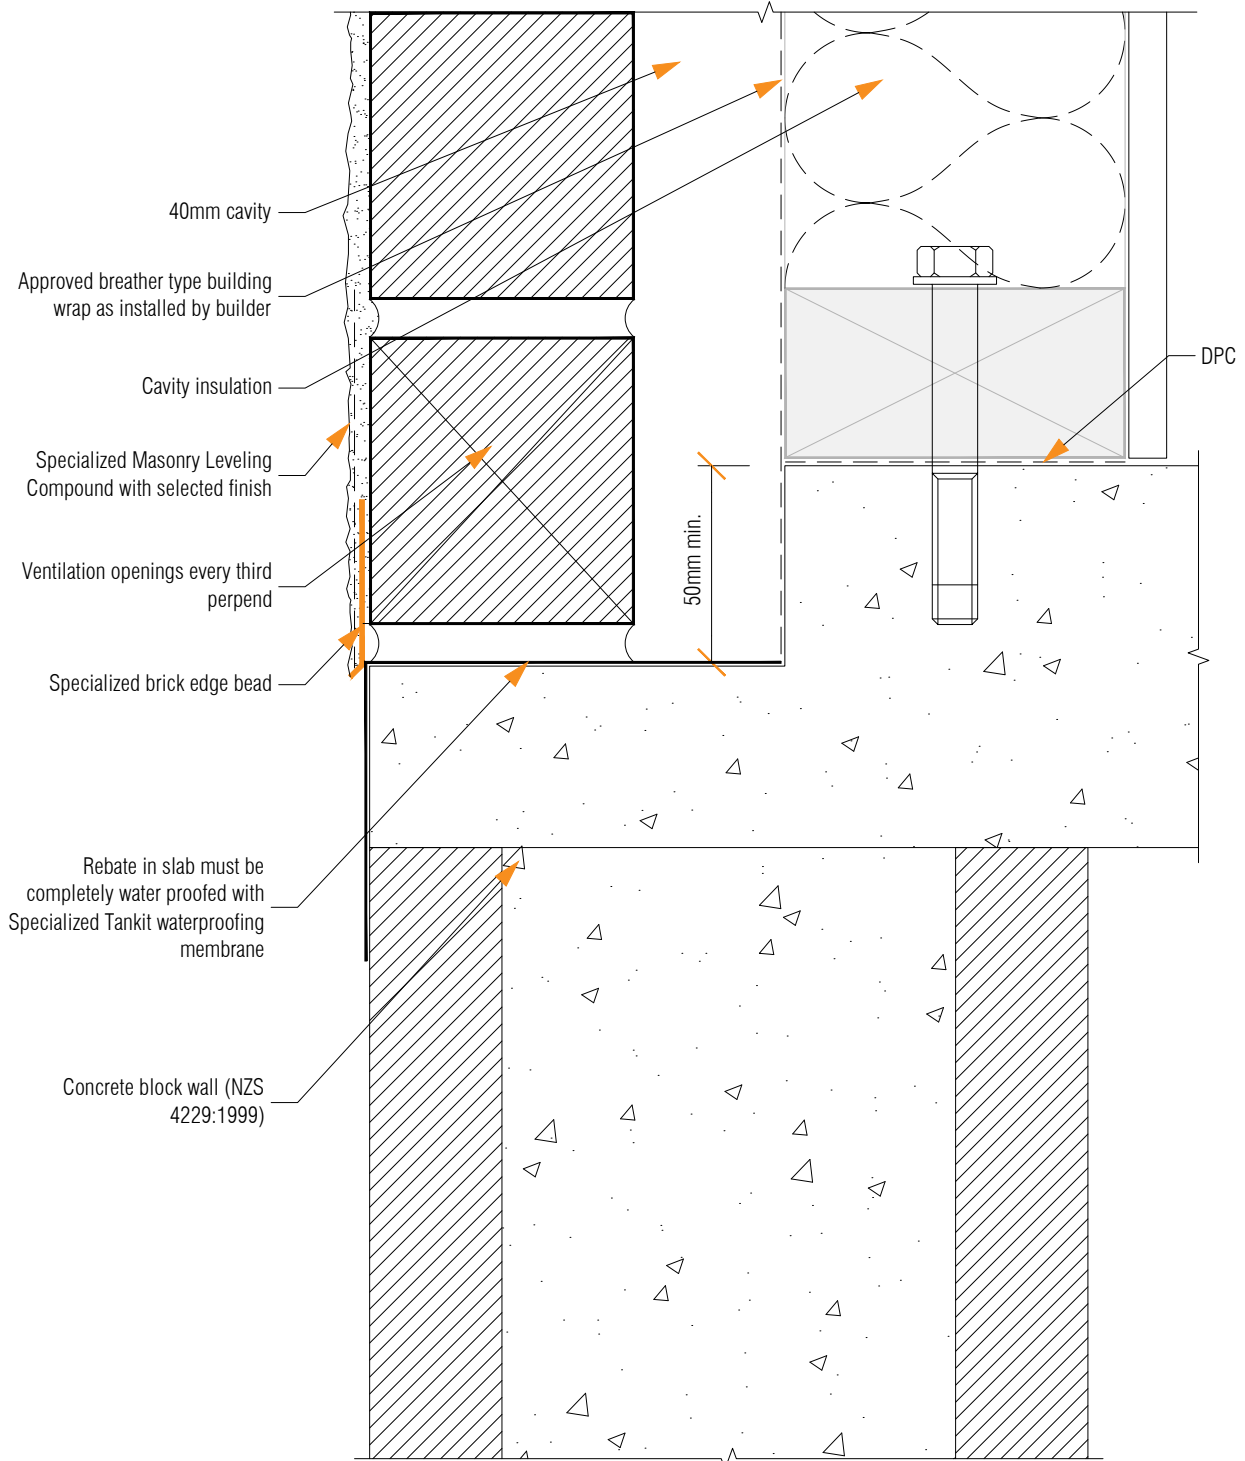 40mm cavity
Approved breather type building
wrap as installed by builder
Cavity insulation
DPC
Specialized Masonry Leveling
Compound with selected finish
50mm min.
Ventilation openings every third
perpend
Specialized brick edge bead
Rebate in slab must be
completely water proofed with
Specialized Tankit waterproofing
membrane
Concrete block wall (NZS
4229:1999)